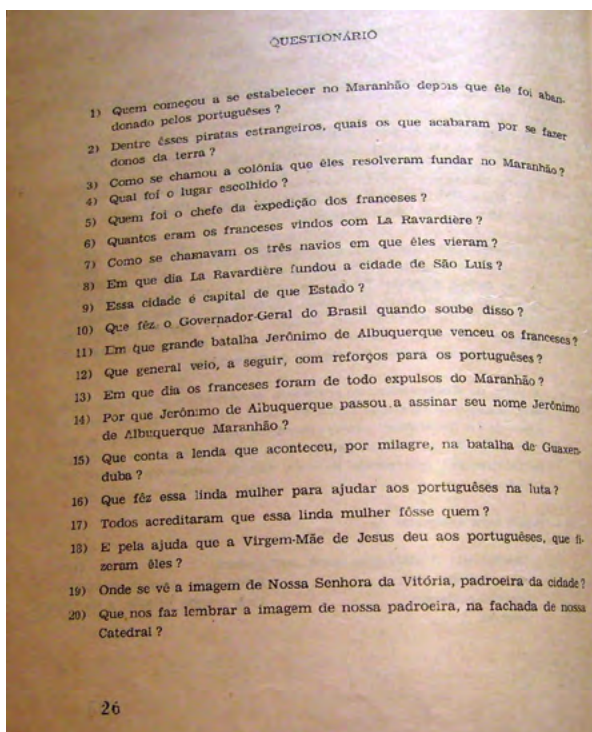 QUESTIONÁRIO
1) Quem começou a se estabelecer no Maranhão depois que êle foi aban-
donado pelos portuguêses ?
2) Dentre êsses piratas estrangeiros, quais os que acabaram por se fazer
donos da terra ?
3) Como se chamou a colônia que êles resolveram fundar no Maranhão ?
4) Qual foi o lugar escolhido ?
5) Quem foi o chefe da expedição dos franceses ?
6) Quantos eram os franceses vindos com La Ravardière ?
7) Como se chamavam os três navios em que êles vieram ?
8) Em que dia La Ravardière fundou a cidade de São Luís ?
9) Essa cidade é capital de que Estado ?
10) Que fêz o Governador-Geral do Brasil quando soube disso ?
11) Em que grande batalha Jerônimo de Albuquerque venceu os franceses ?
12) Que general veio, a seguir, com reforços para os portuguêses ?
13) Em que dia os franceses foram de todo expulsos do Maranhão ?
14) Por que Jerônimo de Albuquerque passou a assinar seu nome Jerônimo
de Albuquerque Maranhão ?
15) Que conta a lenda que aconteceu, por milagre, na batalha de Guaxen-
duba ?
16) Que fêz essa linda mulher para ajudar aos portuguêses na luta ?
17) Todos acreditaram que essa linda mulher fôsse quem ?
18) E pela ajuda que a Virgem-Mãe de Jesus deu aos portuguêses, que fi-
zeram êles ?
19) Onde se vê a imagem de Nossa Senhora da Vitória, padroeira da cidade ?
20) Que nos faz lembrar a imagem de nossa padroeira, na fachada de nossa
Catedral ?
26